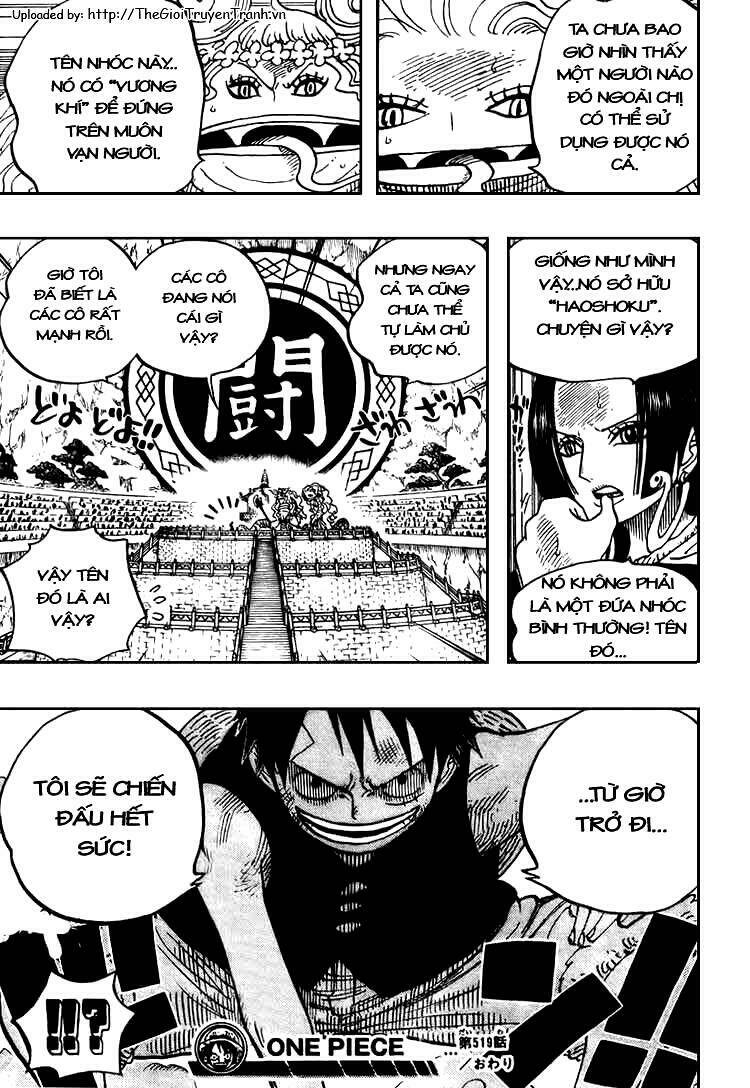 Uploaded by: http://TheGioiTruyenTranh.vn
TA CHƯA BAO
GIỜ NHÌN THẤY
MỘT NGƯỜI NÀO
ĐÓ NGOÀI CHỊ
CÓ THỂ SỬ
DỤNG ĐƯỢC NÓ
CẢ.
TÊN NHÓC NÀY..
NÓ CÓ “VƯƠNG
KHÍ” ĐỂ ĐỨNG
TRÊN MUÔN
VẠN NGƯỜI.
GIỐNG NHƯ MÌNH
VẬY..NÓ SỞ HỮU
“HAOSHOKU”.
CHUYỆN GÌ VẬY?
NÓ KHÔNG PHẢI
LÀ MỘT ĐỨA NHÓC
BÌNH THƯỜNG! TÊN
ĐÓ...
NHƯNG NGAY
CẢ TA CŨNG
CHƯA THỂ
TỰ LÀM CHỦ
ĐƯỢC NÓ.
CÁC CÔ
ĐANG NÓI
CÁI GÌ
VẬY?
GIỜ TÔI
ĐÃ BIẾT LÀ
CÁC CÔ RẤT
MẠNH RỒI.
闘
ざわざわ
どよどよ!!
VẬY TÊN
ĐÓ LÀ AI
VẬY?
...TỪ GIỜ
TRỞ ĐI...
TÔI SẼ CHIẾN
ĐẤU HẾT
SỨC!
!!?
ONE PIECE
第519話
／おわり